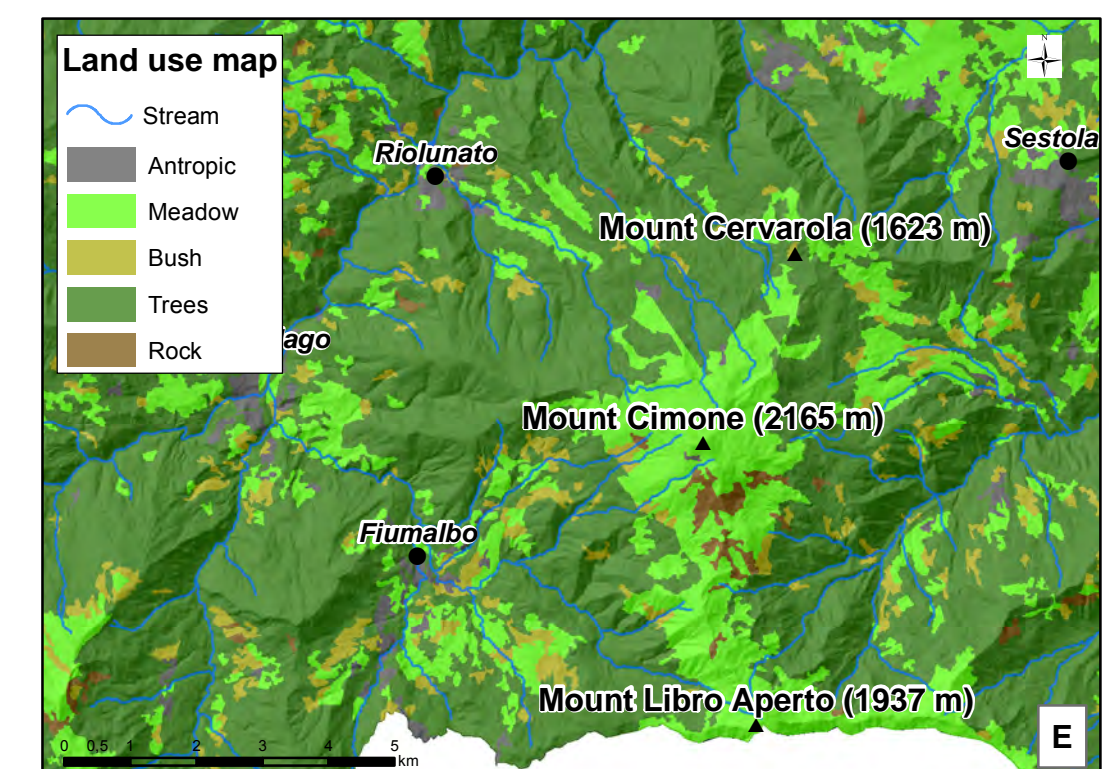 Land use map
Stream
Antropic
Meadow
Bush
Trees
Rock
N
Sestola
Riolunato
Mount Cervarola (1623 m)
iago
Mount Cimone (2165 m)
Fiumalbo
Mount Libro Aperto (1937 m)
0 0,5 1 2 3 4 5
km
E